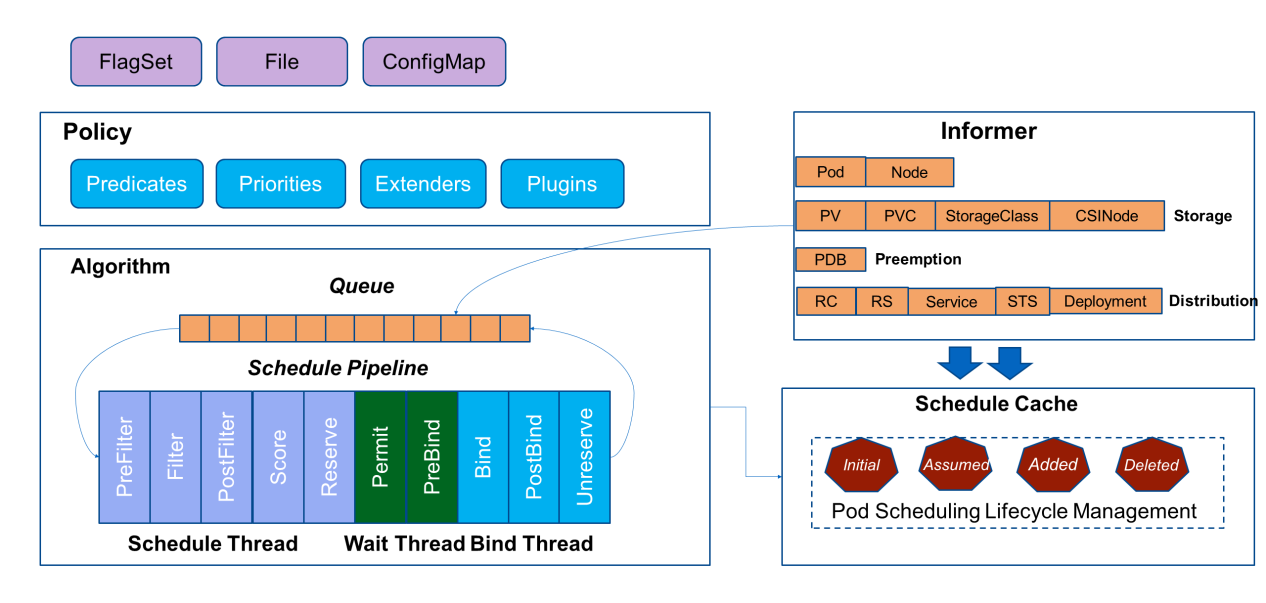 FlagSet File ConfigMap
Policy
Predicates Priorities Extenders Plugins
Informer
Pod Node
PV PVC StorageClass CSINode Storage
PDB Preemption
RC RS Service STS Deployment Distribution
Algorithm
Queue
Schedule Pipeline
PreFilter
Filter
PostFilter
Score
Reserve
Permit
PreBind
Bind
PostBind
Unreserve
Schedule Thread Wait Thread Bind Thread
Schedule Cache
Initial Assumed Added Deleted
Pod Scheduling Lifecycle Management